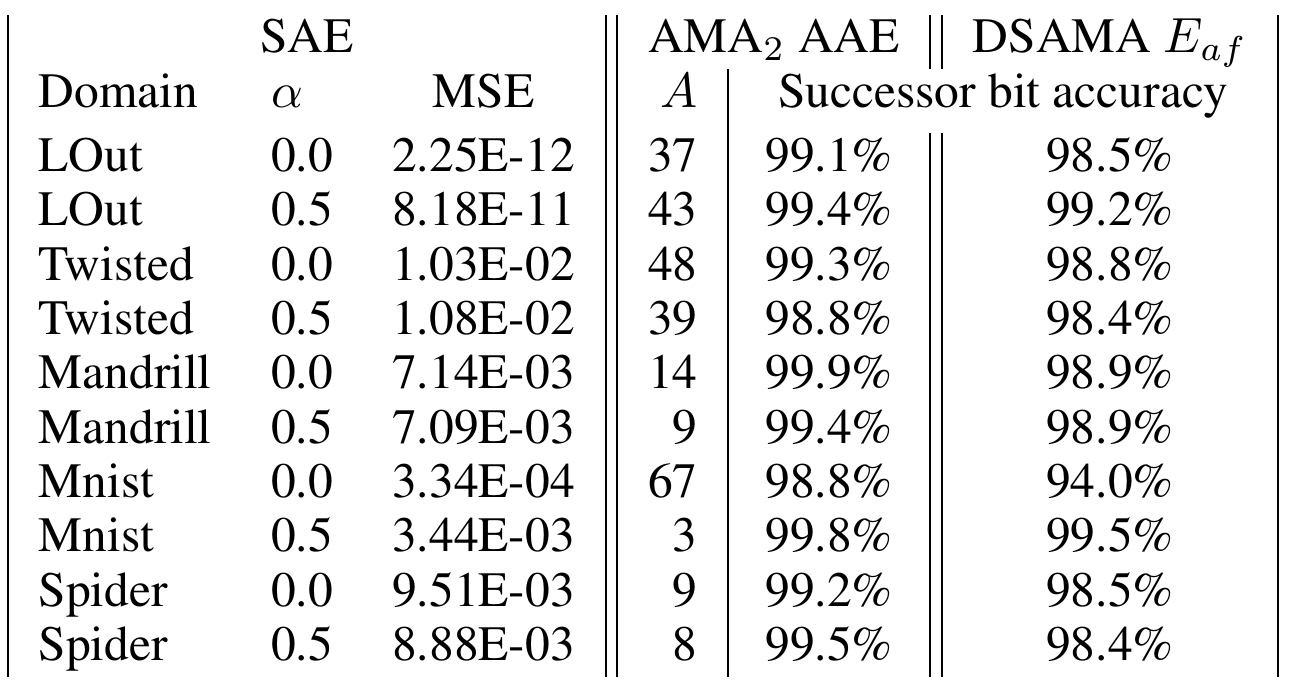 SAE AMA₂ AAE DSAMA E_af
Domain α MSE A Successor bit accuracy
LOut 0.0 2.25E-12 37 99.1% 98.5%
LOut 0.5 8.18E-11 43 99.4% 99.2%
Twisted 0.0 1.03E-02 48 99.3% 98.8%
Twisted 0.5 1.08E-02 39 98.8% 98.4%
Mandrill 0.0 7.14E-03 14 99.9% 98.9%
Mandrill 0.5 7.09E-03 9 99.4% 98.9%
Mnist 0.0 3.34E-04 67 98.8% 94.0%
Mnist 0.5 3.44E-03 3 99.8% 99.5%
Spider 0.0 9.51E-03 9 99.2% 98.5%
Spider 0.5 8.88E-03 8 99.5% 98.4%